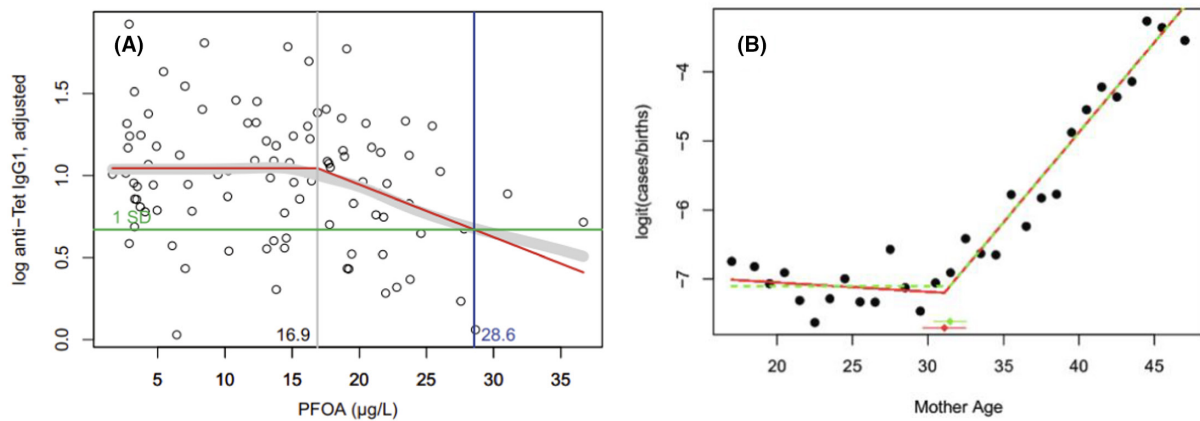 (A)
log anti−Tet IgG1, adjusted
1.5
1.0
0.5
0.0
1 SD
16.9
28.6
5 10 15 20 25 30 35
PFOA (µg/L)
(B)
logit(cases/births)
−4
−5
−6
−7
20 25 30 35 40 45
Mother Age